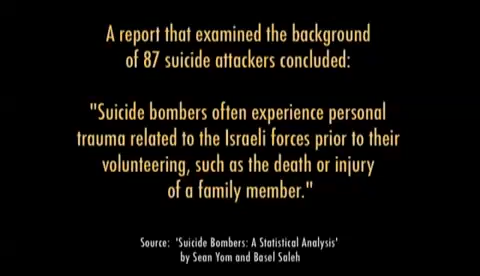 A report that examined the background
of 87 suicide attackers concluded:
"Suicide bombers often experience personal
trauma related to the Israeli forces prior to their
volunteering, such as the death or injury
of a family member."
Source: 'Suicide Bombers: A Statistical Analysis'
by Sean Yom and Basel Saleh